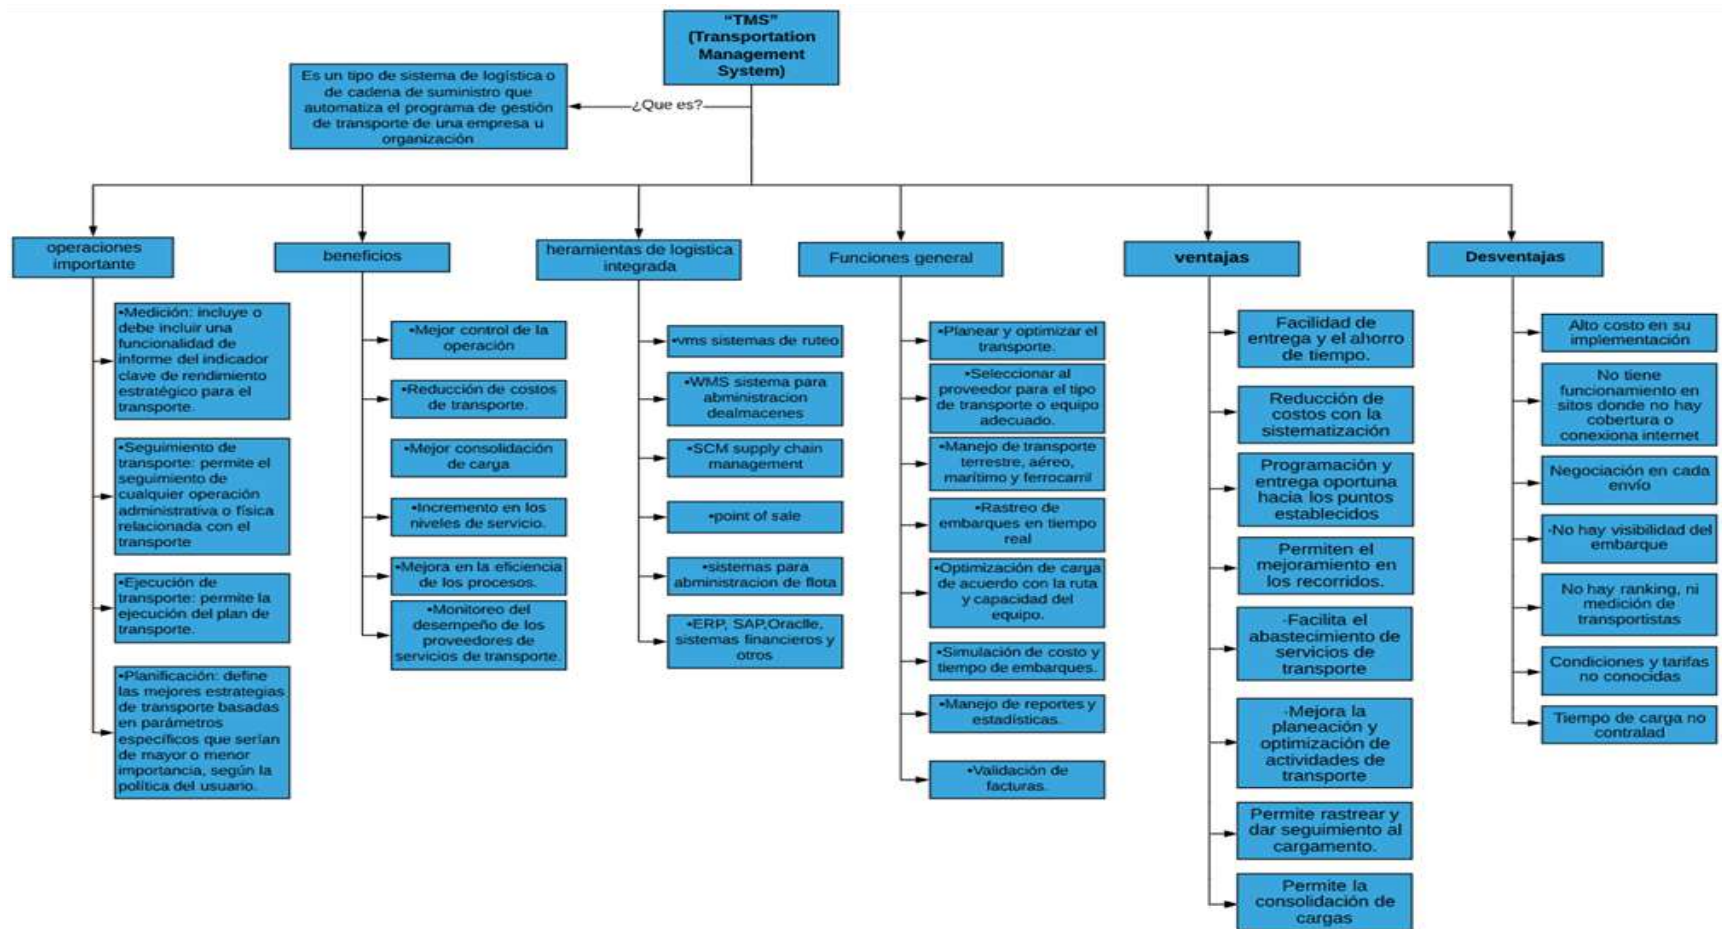 “TMS”
(Transportation
Management
System)
Es un tipo de sistema de logística o
de cadena de suministro que
automatiza el programa de gestión
de transporte de una empresa u
organización
¿Que es?
operaciones
importante
•Medición: incluye o
debe incluir una
funcionalidad de
informe del indicador
clave de rendimiento
estratégico para el
transporte.
•Seguimiento de
transporte: permite el
seguimiento de
cualquier operación
administrativa o física
relacionada con el
transporte
•Ejecución de
transporte: permite la
ejecución del plan de
transporte.
•Planificación: define
las mejores estrategias
de transporte basadas
en parámetros
específicos que serían
de mayor o menor
importancia, según la
política del usuario.
beneficios
•Mejor control de la
operación
•Reducción de costos
de transporte.
•Mejor consolidación
de carga
•Incremento en los
niveles de servicio.
•Mejora en la eficiencia
de los procesos.
•Monitoreo del
desempeño de los
proveedores de
servicios de transporte.
heramientas de logistica
integrada
•vms sistemas de ruteo
•WMS sistema para
abministracion
dealmacenes
•SCM supply chain
management
•point of sale
•sistemas para
abministracion de flota
•ERP, SAP,Oraclle,
sistemas financieros y
otros
Funciones general
•Planear y optimizar el
transporte.
•Seleccionar al
proveedor para el tipo
de transporte o equipo
adecuado.
•Manejo de transporte
terrestre, aéreo,
marítimo y ferrocarril
•Rastreo de
embarques en tiempo
real
•Optimización de carga
de acuerdo con la ruta
y capacidad del
equipo.
•Simulación de costo y
tiempo de embarques.
•Manejo de reportes y
estadísticas.
•Validación de
facturas.
ventajas
Facilidad de
entrega y el ahorro
de tiempo.
Reducción de
costos con la
sistematización
Programación y
entrega oportuna
hacia los puntos
establecidos
Permiten el
mejoramiento en
los recorridos.
·Facilita el
abastecimiento de
servicios de
transporte
·Mejora la
planeación y
optimización de
actividades de
transporte
Permite rastrear y
dar seguimiento al
cargamento.
Permite la
consolidación de
cargas
Desventajas
Alto costo en su
implementación
No tiene
funcionamiento en
sitos donde no hay
cobertura o
conexiona internet
Negociación en cada
envío
·No hay visibilidad del
embarque
No hay ranking, ni
medición de
transportistas
Condiciones y tarifas
no conocidas
Tiempo de carga no
contralad